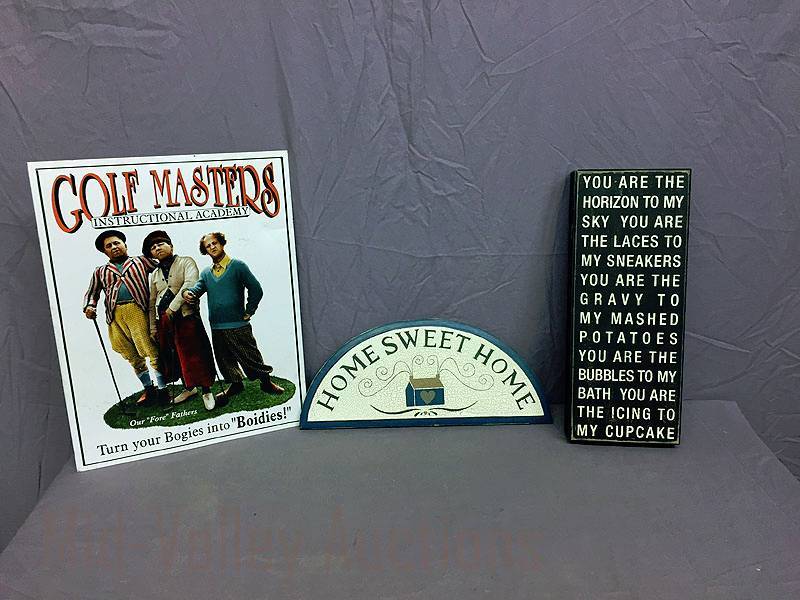 GOLF MASTERS
INSTRUCTIONAL ACADEMY
Our "Fore" Fathers
Turn your Bogies into "Boidies!"
HOME SWEET HOME
YOU ARE THE
HORIZON TO MY
SKY YOU ARE
THE LACES TO
MY SNEAKERS
YOU ARE THE
GRAVY TO
MY MASHED
POTATOES
YOU ARE THE
BUBBLES TO MY
BATH YOU ARE
THE ICING TO
MY CUPCAKE
Mid-Valley Auctions